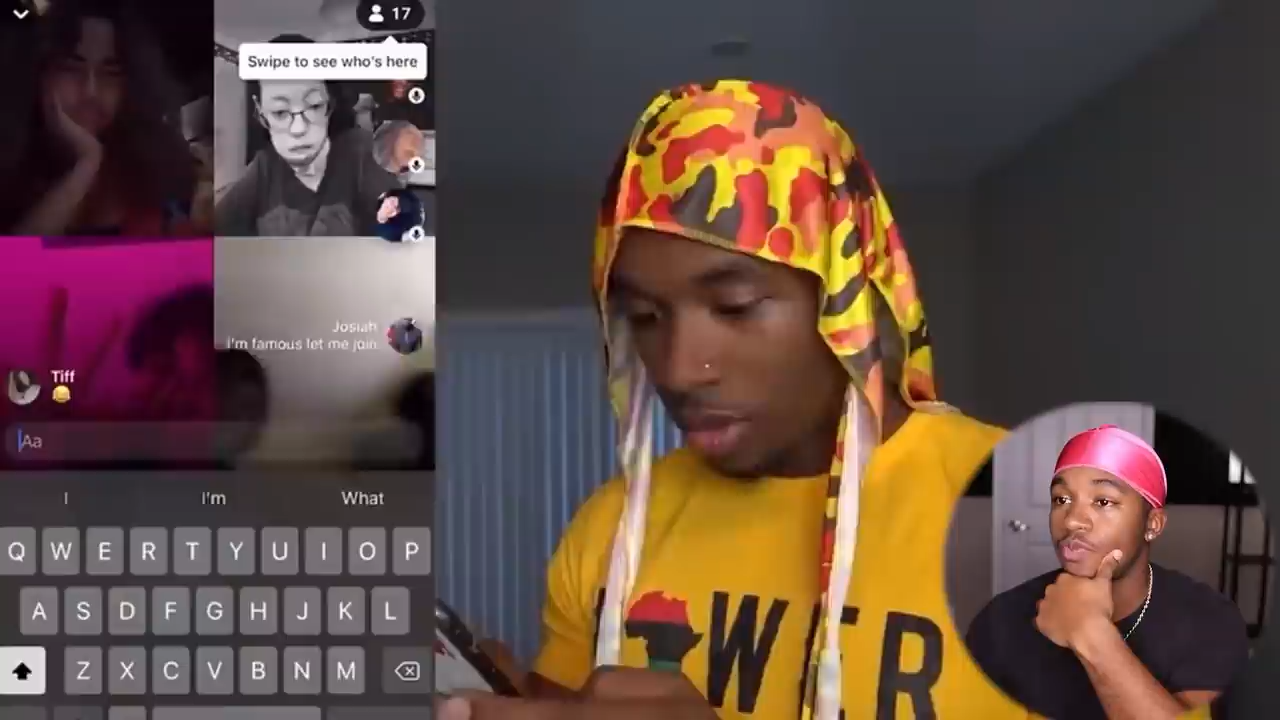 17
Swipe to see who's here
Josiah
I'm famous let me join
Tiff
Aa
I I'm What
Q W E R T Y U I O P
A S D F G H J K L
Z X C V B N M
WER